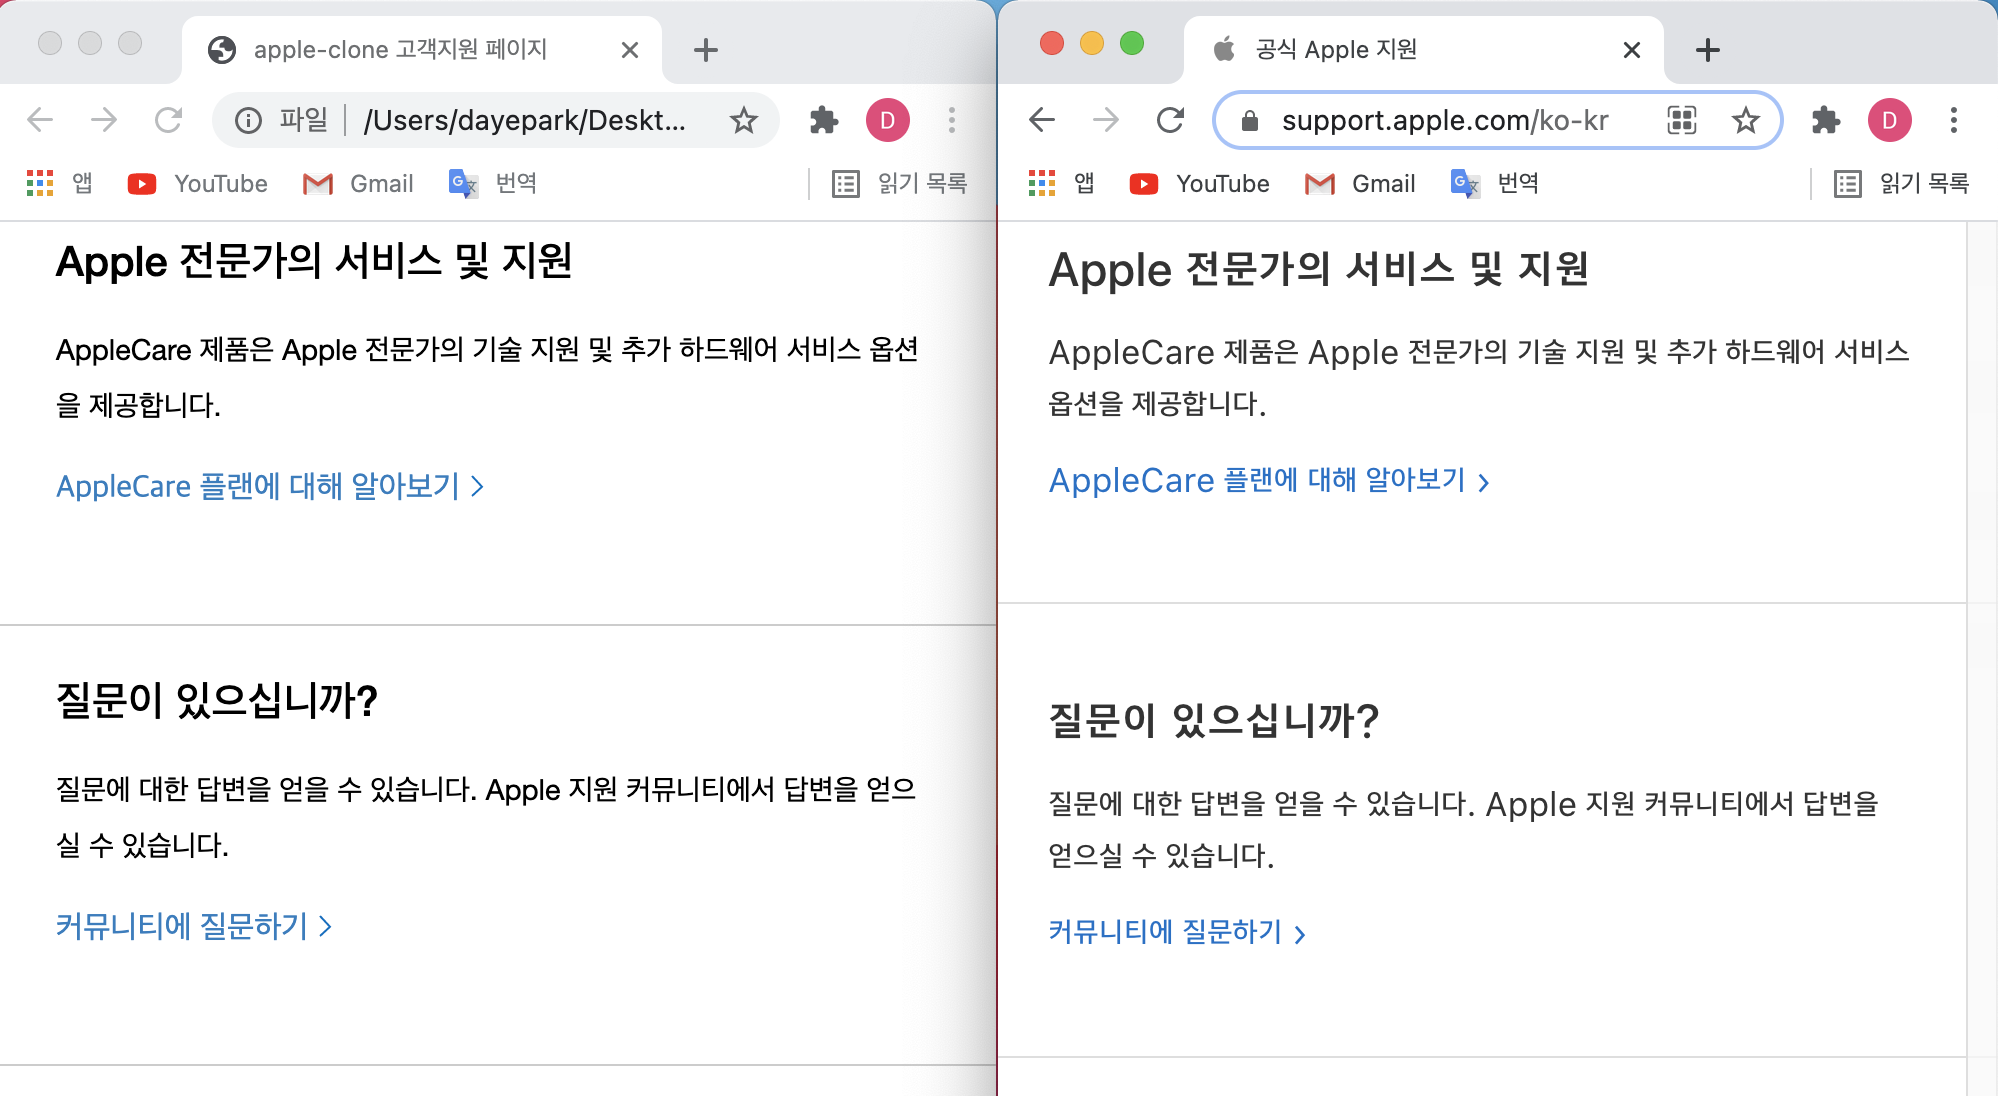 apple-clone 고객지원 페이지
파일 | /Users/dayepark/Deskt...
D
앱 YouTube Gmail 번역 읽기 목록
Apple 전문가의 서비스 및 지원
AppleCare 제품은 Apple 전문가의 기술 지원 및 추가 하드웨어 서비스 옵션
을 제공합니다.
AppleCare 플랜에 대해 알아보기 >
질문이 있으십니까?
질문에 대한 답변을 얻을 수 있습니다. Apple 지원 커뮤니티에서 답변을 얻으
실 수 있습니다.
커뮤니티에 질문하기 >
공식 Apple 지원
support.apple.com/ko-kr
D
앱 YouTube Gmail 번역 읽기 목록
Apple 전문가의 서비스 및 지원
AppleCare 제품은 Apple 전문가의 기술 지원 및 추가 하드웨어 서비스
옵션을 제공합니다.
AppleCare 플랜에 대해 알아보기 >
질문이 있으십니까?
질문에 대한 답변을 얻을 수 있습니다. Apple 지원 커뮤니티에서 답변을
얻으실 수 있습니다.
커뮤니티에 질문하기 >